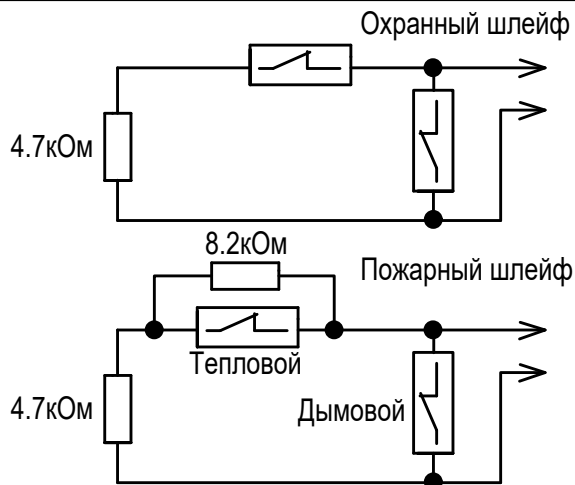 Охранный шлейф
4.7кОм
8.2кОм
Пожарный шлейф
Тепловой
4.7кОм
Дымовой